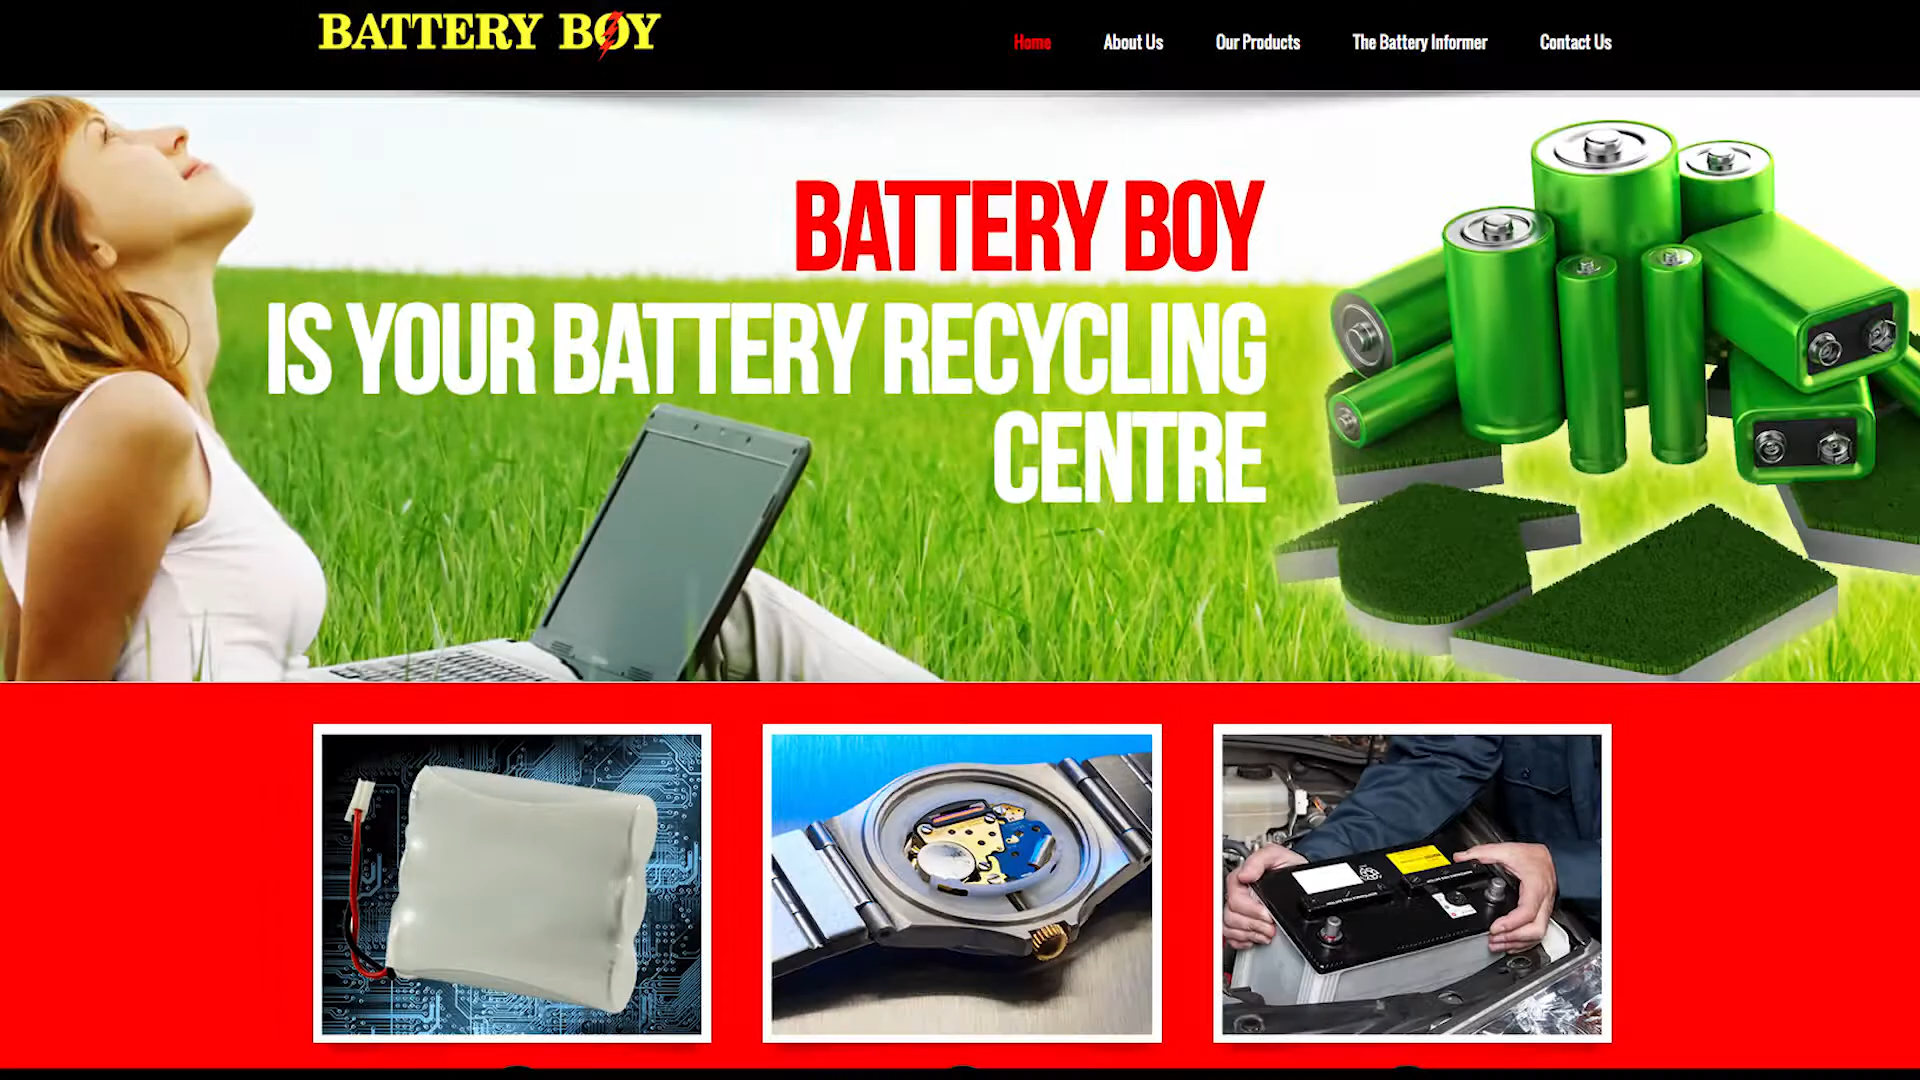 BATTERY BOY
Home
About Us
Our Products
The Battery Informer
Contact Us
BATTERY BOY
IS YOUR BATTERY RECYCLING
CENTRE